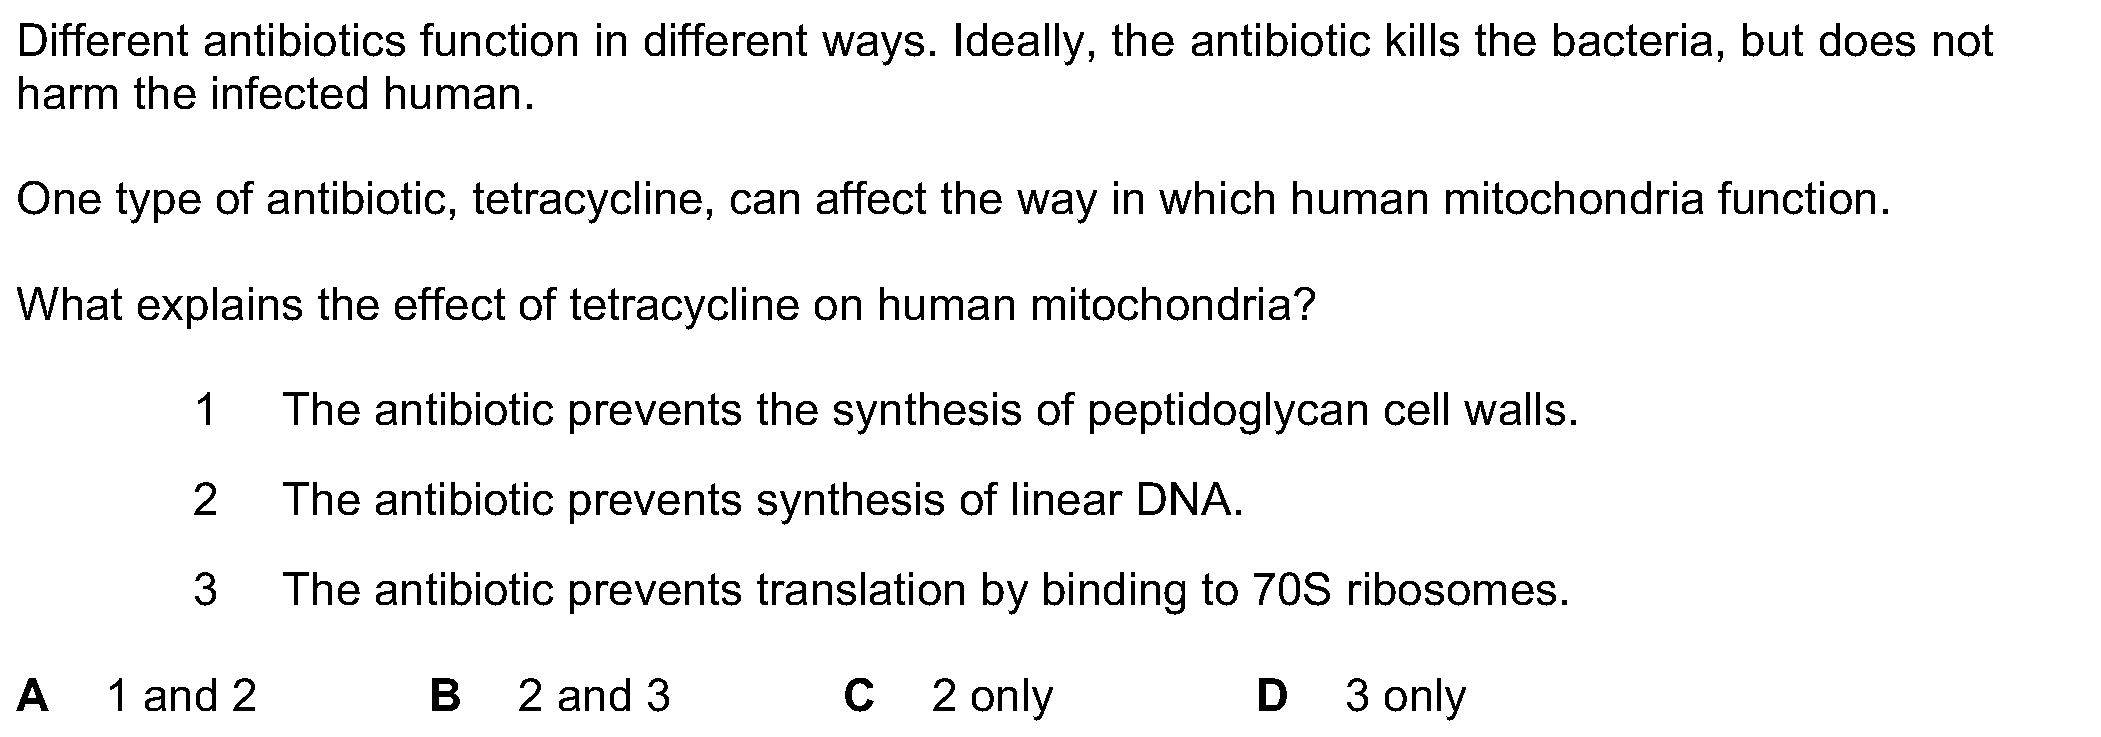 Different antibiotics function in different ways. Ideally, the antibiotic kills the bacteria, but does not
harm the infected human.
One type of antibiotic, tetracycline, can affect the way in which human mitochondria function.
What explains the effect of tetracycline on human mitochondria?
1 The antibiotic prevents the synthesis of peptidoglycan cell walls.
2 The antibiotic prevents synthesis of linear DNA.
3 The antibiotic prevents translation by binding to 70S ribosomes.
A 1 and 2 B 2 and 3 C 2 only D 3 only